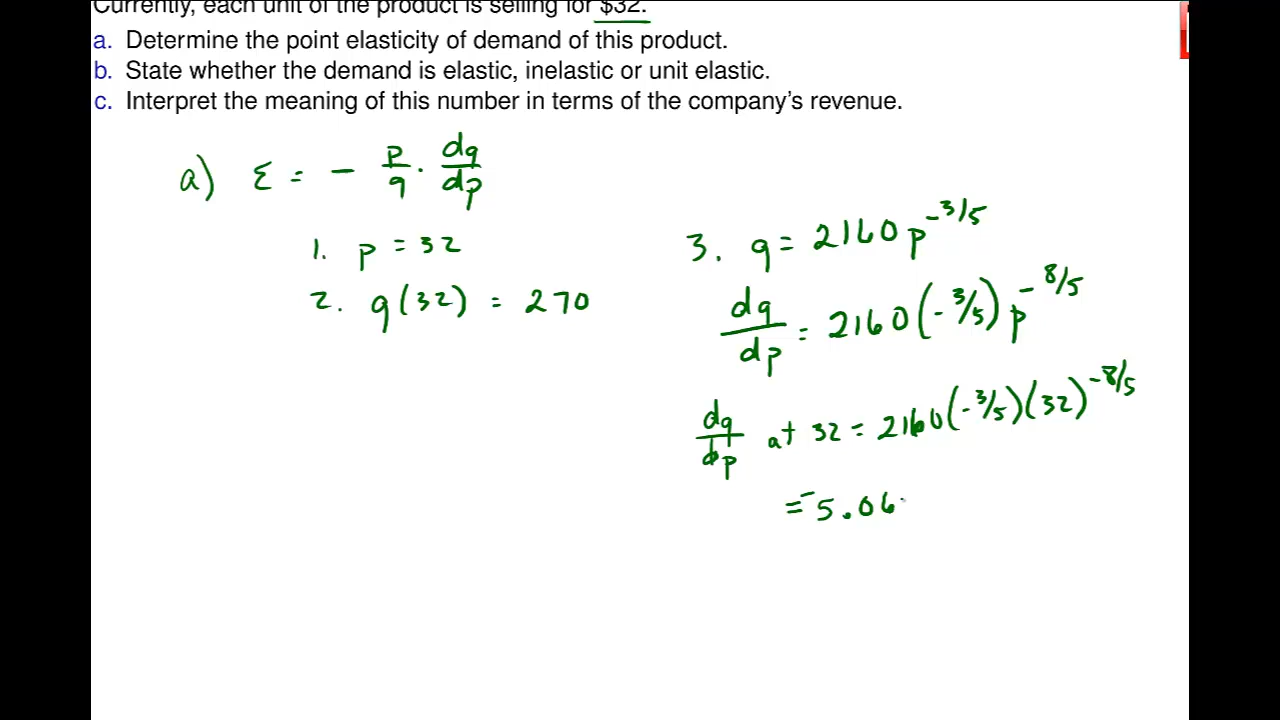 Currently, each unit of the product is selling for $32.
a. Determine the point elasticity of demand of this product.
b. State whether the demand is elastic, inelastic or unit elastic.
c. Interpret the meaning of this number in terms of the company's revenue.
a) ε = - p/q · dq/dp
1. p = 32
2. q(32) = 270
3. q = 2160 p^-3/5
dq/dp = 2160(-3/5) p^-8/5
dq/dp at 32 = 2160(-3/5)(32)^-8/5
= -5.06